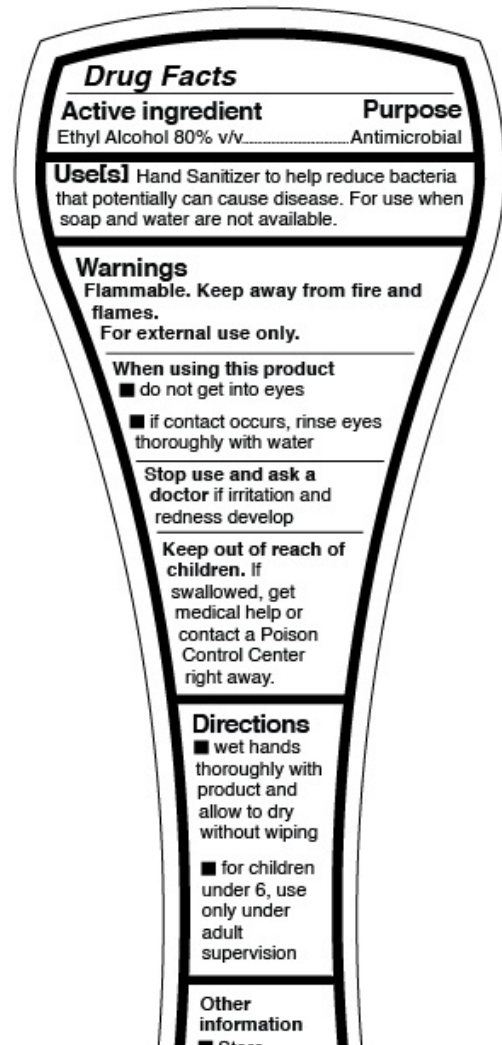 Drug Facts
Active ingredient Purpose
Ethyl Alcohol 80% v/v..........................Antimicrobial
Use[s] Hand Sanitizer to help reduce bacteria
that potentially can cause disease. For use when
soap and water are not available.
Warnings
Flammable. Keep away from fire and
flames.
For external use only.
When using this product
■ do not get into eyes
■ if contact occurs, rinse eyes
thoroughly with water
Stop use and ask a
doctor if irritation and
redness develop
Keep out of reach of
children. If
swallowed, get
medical help or
contact a Poison
Control Center
right away.
Directions
■ wet hands
thoroughly with
product and
allow to dry
without wiping
■ for children
under 6, use
only under
adult
supervision
Other
information
■ Store